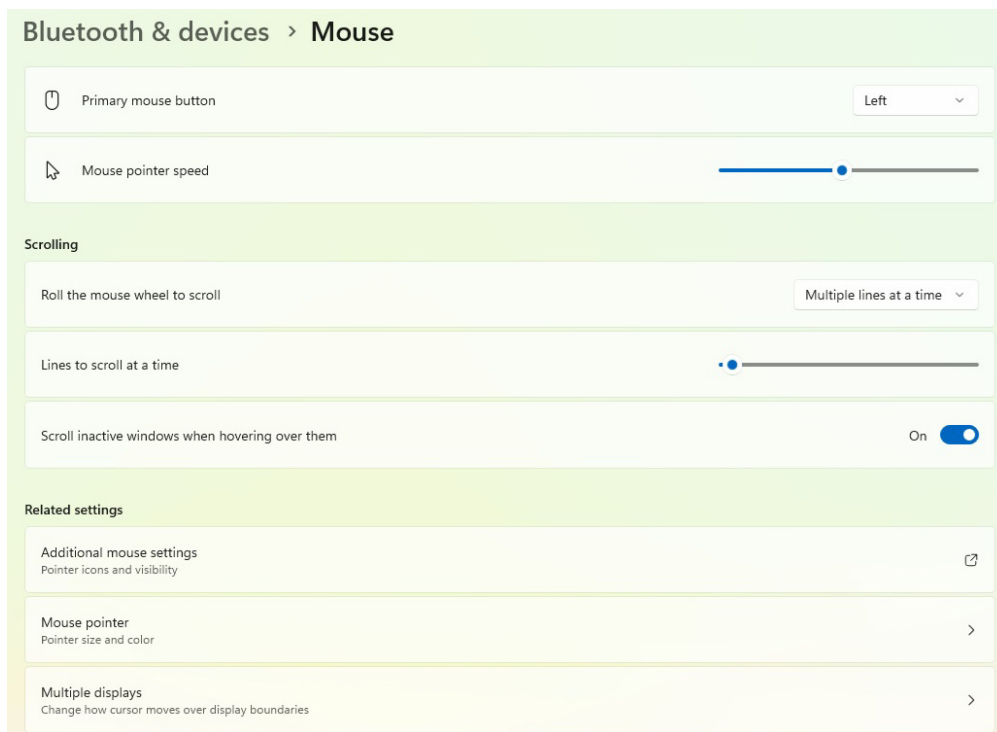 Bluetooth & devices > Mouse
Primary mouse button Left
Mouse pointer speed
Scrolling
Roll the mouse wheel to scroll Multiple lines at a time
Lines to scroll at a time
Scroll inactive windows when hovering over them On
Related settings
Additional mouse settings
Pointer icons and visibility
Mouse pointer
Pointer size and color
Multiple displays
Change how cursor moves over display boundaries